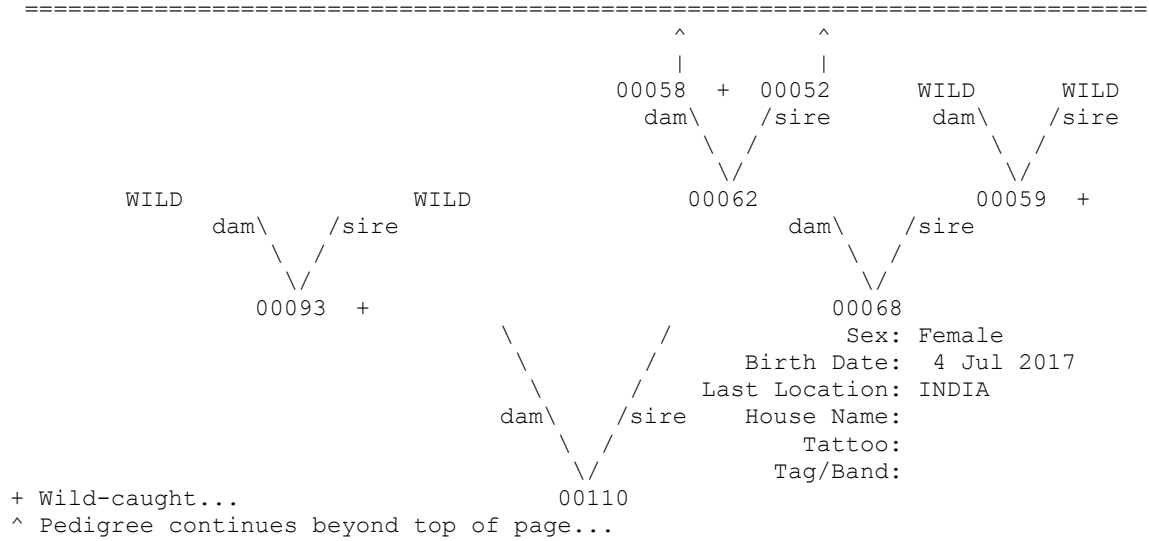 ==============================================================================
                                              ^         ^
                                              |         |
                                          00058  +  00052      WILD      WILD
                                            dam\    /sire       dam\    /sire
                                                \  /                \  /
                                                 \/                  \/
        WILD                WILD               00062               00059  +
              dam\    /sire                           dam\    /sire
                  \  /                                    \  /
                   \/                                      \/
                 00093  +                                00068
                                  \          /            Sex: Female
                                   \        /      Birth Date:  4 Jul 2017
                                    \      /    Last Location: INDIA
                                  dam\    /sire    House Name:
                                      \  /             Tattoo:
                                       \/            Tag/Band:
+ Wild-caught...                      00110
^ Pedigree continues beyond top of page...